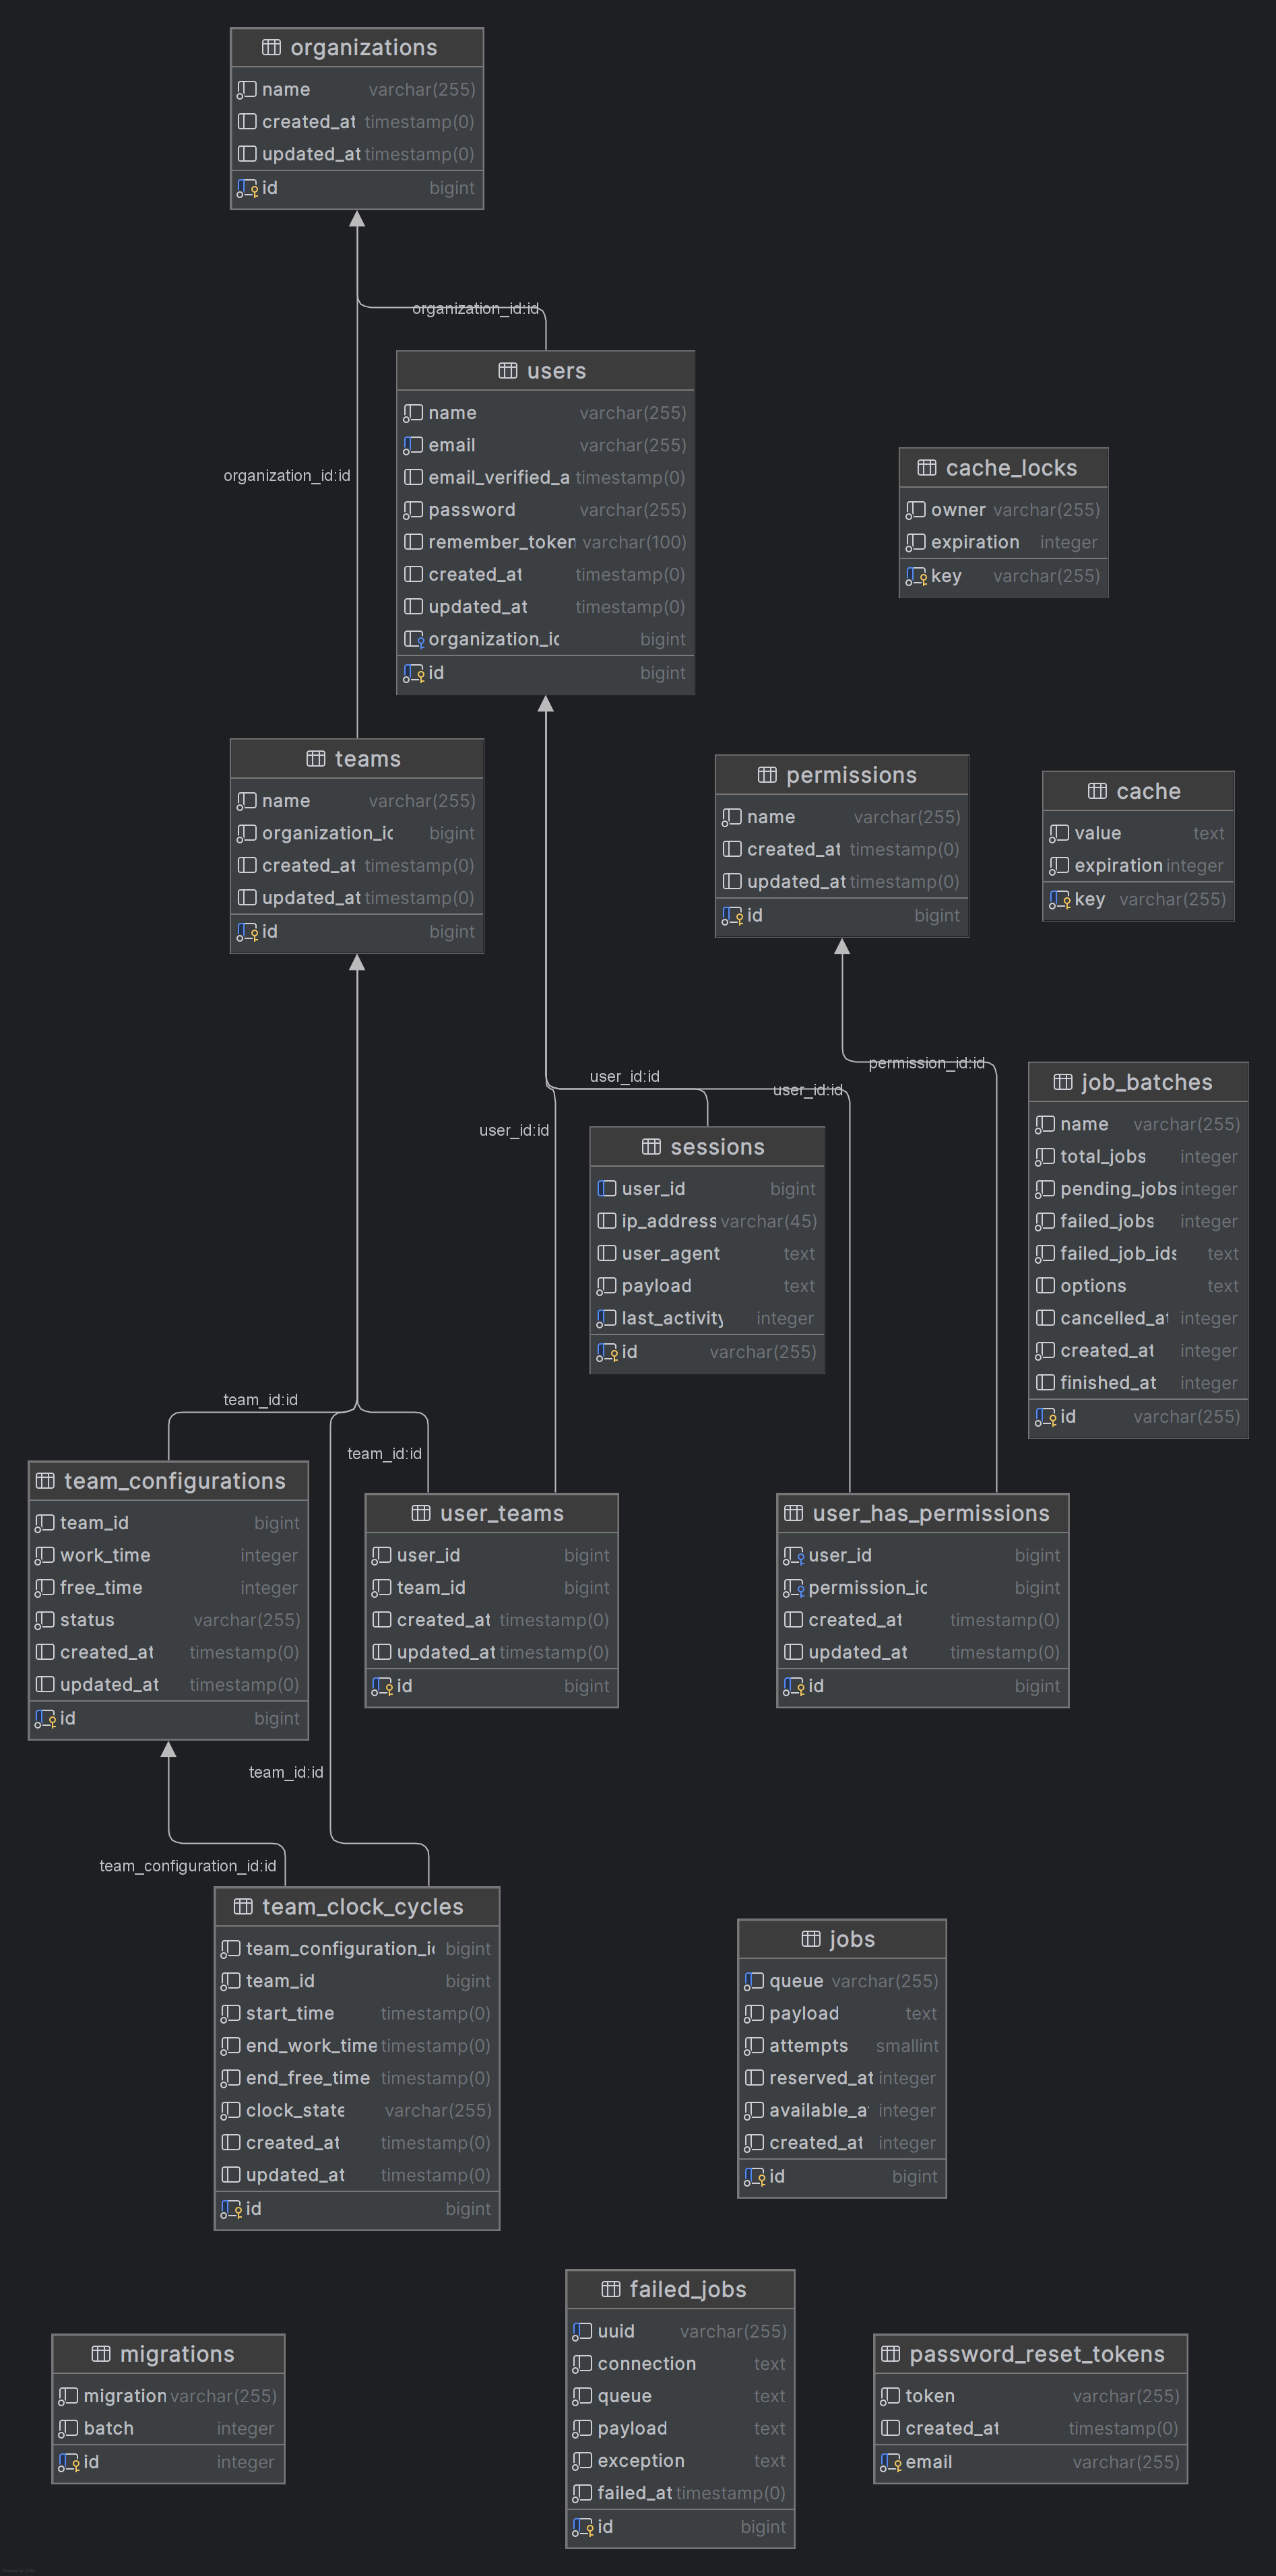 organizations
name varchar(255)
created_at timestamp(0)
updated_at timestamp(0)
id bigint
organization_id:id
users
name varchar(255)
email varchar(255)
email_verified_a timestamp(0)
password varchar(255)
remember_token varchar(100)
created_at timestamp(0)
updated_at timestamp(0)
organization_id bigint
id bigint
organization_id:id
cache_locks
owner varchar(255)
expiration integer
key varchar(255)
teams
name varchar(255)
organization_id bigint
created_at timestamp(0)
updated_at timestamp(0)
id bigint
permissions
name varchar(255)
created_at timestamp(0)
updated_at timestamp(0)
id bigint
cache
value text
expiration integer
key varchar(255)
permission_id:id
user_id:id
user_id:id
user_id:id
job_batches
name varchar(255)
total_jobs integer
pending_jobs integer
failed_jobs integer
failed_job_ids text
options text
cancelled_at integer
created_at integer
finished_at integer
id varchar(255)
sessions
user_id bigint
ip_address varchar(45)
user_agent text
payload text
last_activity integer
id varchar(255)
team_id:id
team_id:id
team_configurations
team_id bigint
work_time integer
free_time integer
status varchar(255)
created_at timestamp(0)
updated_at timestamp(0)
id bigint
user_teams
user_id bigint
team_id bigint
created_at timestamp(0)
updated_at timestamp(0)
id bigint
user_has_permissions
user_id bigint
permission_id bigint
created_at timestamp(0)
updated_at timestamp(0)
id bigint
team_id:id
team_configuration_id:id
team_clock_cycles
team_configuration_id bigint
team_id bigint
start_time timestamp(0)
end_work_time timestamp(0)
end_free_time timestamp(0)
clock_state varchar(255)
created_at timestamp(0)
updated_at timestamp(0)
id bigint
jobs
queue varchar(255)
payload text
attempts smallint
reserved_at integer
available_a integer
created_at integer
id bigint
failed_jobs
uuid varchar(255)
connection text
queue text
payload text
exception text
failed_at timestamp(0)
id bigint
migrations
migration varchar(255)
batch integer
id integer
password_reset_tokens
token varchar(255)
created_at timestamp(0)
email varchar(255)